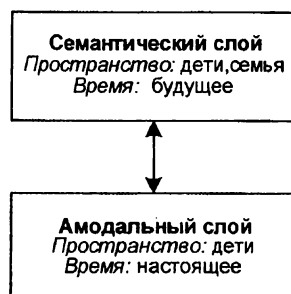 Семантический слой
Пространство: дети,семья
Время: будущее
Амодальный слой
Пространство: дети
Время: настоящее